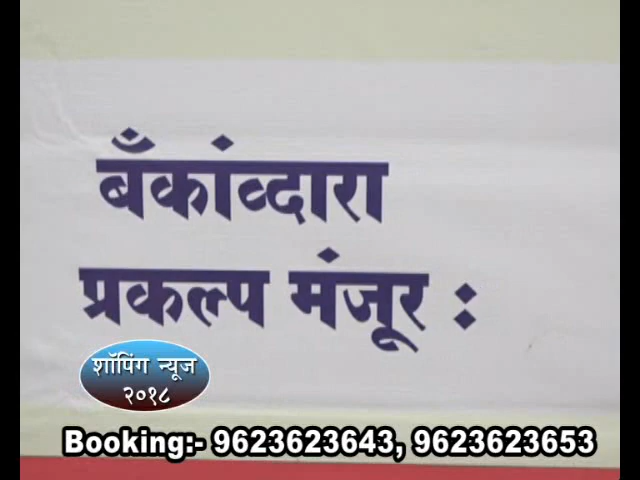 बँकांव्दारा
प्रकल्प मंजूर :
शॉपिंग न्यूज
२०१८
Booking:- 9623623643, 9623623653